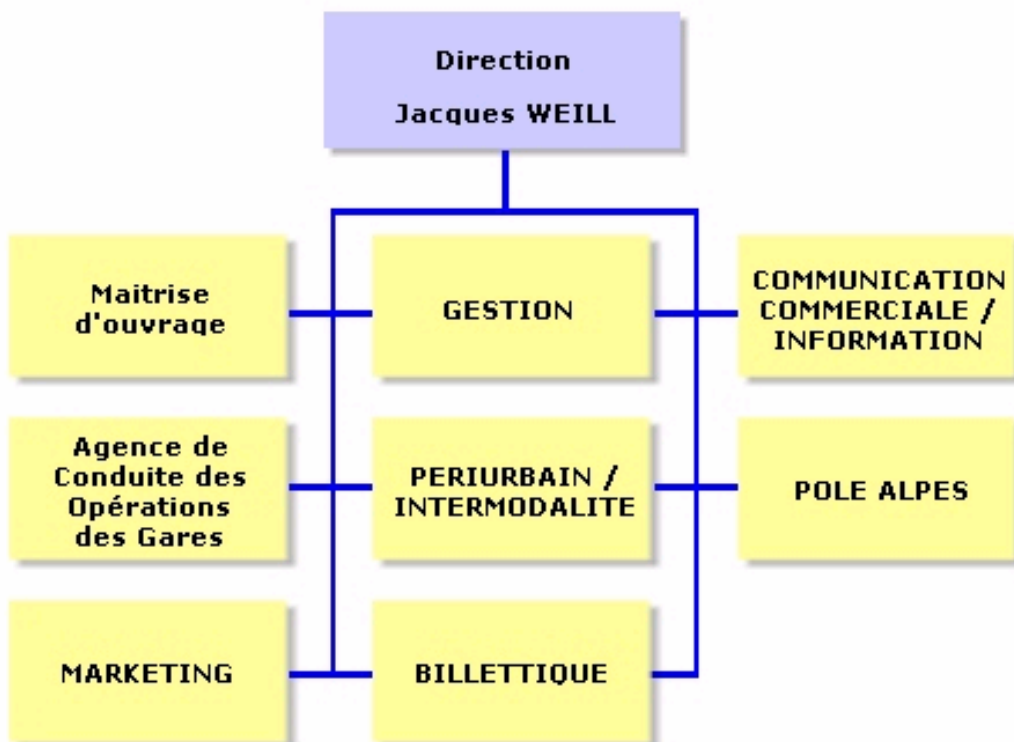 Direction
Jacques WEILL
Maitrise
d'ouvrage
GESTION
COMMUNICATION
COMMERCIALE /
INFORMATION
Agence de
Conduite des
Opérations
des Gares
PERIURBAIN /
INTERMODALITE
POLE ALPES
MARKETING
BILLETTIQUE